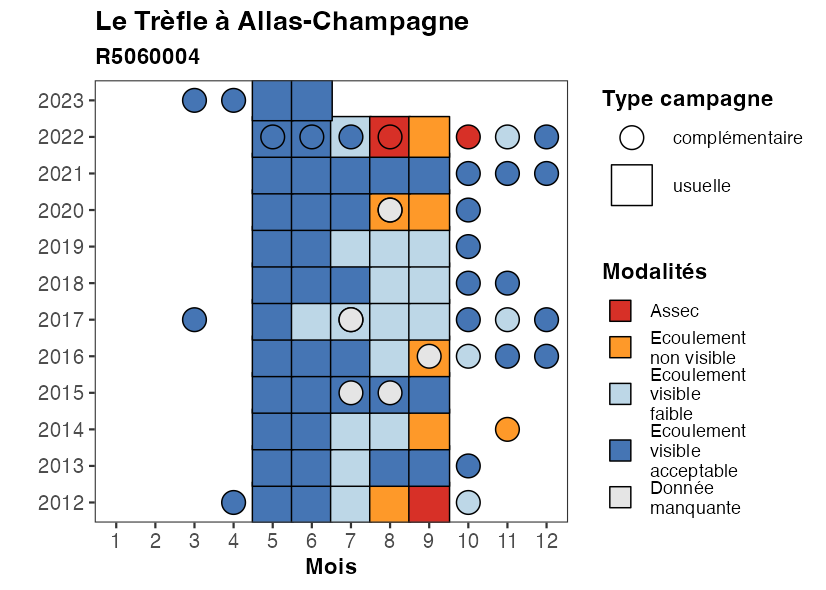 Le Trèfle à Allas-Champagne
R5060004
2023
2022
2021
2020
2019
2018
2017
2016
2015
2014
2013
2012
1 2 3 4 5 6 7 8 9 10 11 12
Mois
Type campagne
complémentaire
usuelle
Modalités
Assec
Ecoulement
non visible
Ecoulement
visible
faible
Ecoulement
visible
acceptable
Donnée
manquante